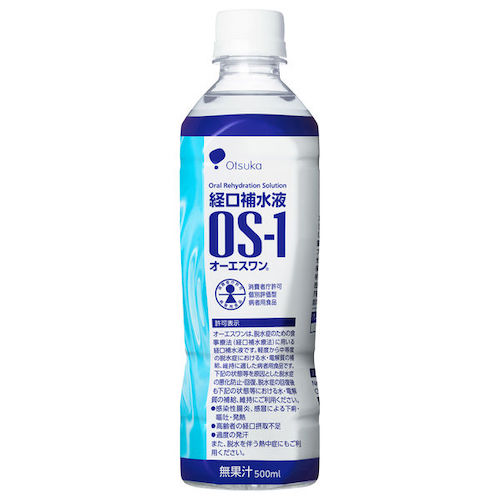 Otsuka
Oral Rehydration Solution
経口補水液
OS-1
オーエスワン®
消費者庁許可
個別評価型
病者用食品
許可表示
オーエスワンは、脱水症のための食
事療法(経口補水療法)に用いる
経口補水液です。軽度から中等度
の脱水症における水・電解質の補
給、維持に適した病者用食品です。
下記の状態等を原因とした脱水症
の悪化防止・回復、脱水症の回復後
も下記の状態等における水・電解
質の補給、維持にご利用ください。
●感染性腸炎、感冒による下痢・
嘔吐・発熱
●高齢者の経口摂取不足
●過度の発汗
また、脱水を伴う熱中症にもご利
用ください。
無果汁 500ml